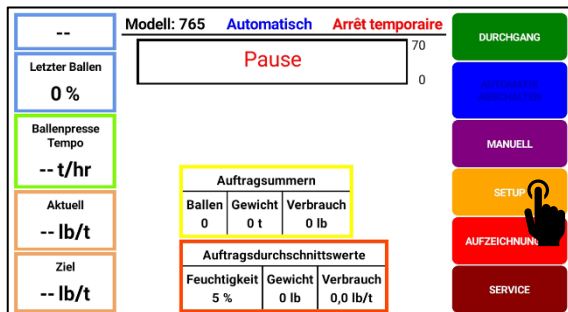 --
Letzter Ballen
0 %
Ballenpresse
Tempo
-- t/hr
Aktuell
-- lb/t
Ziel
-- lb/t
Modell: 765 Automatisch Arrêt temporaire
Pause
70
0
Auftragsummern
Ballen Gewicht Verbrauch
0 0 t 0 lb
Auftragsdurchschnittswerte
Feuchtigkeit Gewicht Verbrauch
5 % 0 lb 0,0 lb/t
DURCHGANG
MANUELL
SETUP
SERVICE